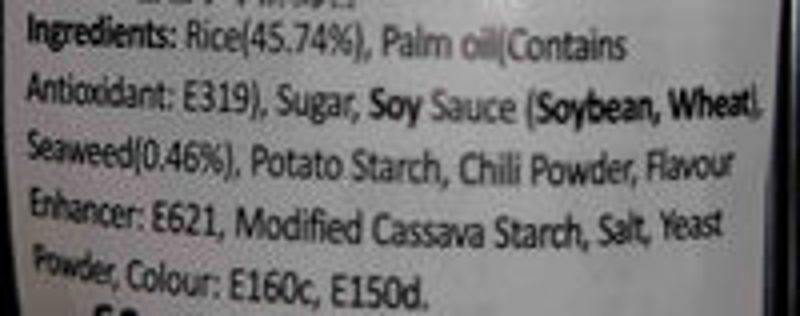 Ingredients: Rice(45.74%), Palm oil(Contains
Antioxidant: E319), Sugar, Soy Sauce (Soybean, Wheat),
Seaweed(0.46%), Potato Starch, Chili Powder, Flavour
Enhancer: E621, Modified Cassava Starch, Salt, Yeast
Powder, Colour: E160c, E150d.